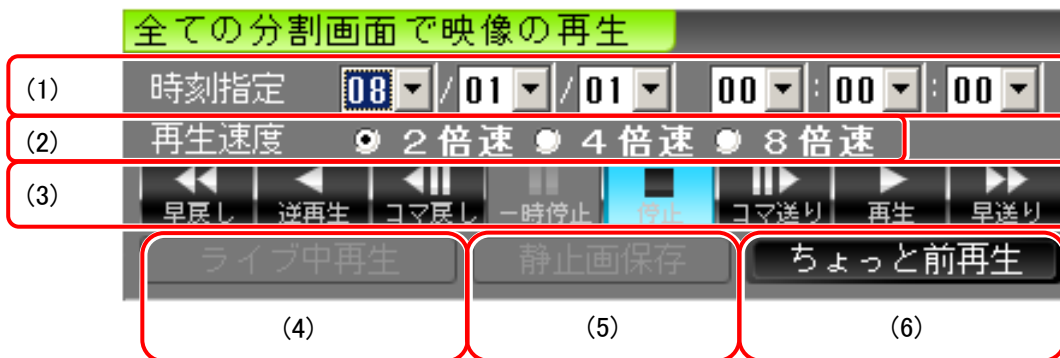 全ての分割画面で映像の再生
(1) 時刻指定 08 / 01 / 01 00 : 00 : 00
(2) 再生速度 2倍速 4倍速 8倍速
(3) 早戻し 逆再生 コマ戻し 一時停止 停止 コマ送り 再生 早送り
ライブ中再生 静止画保存 ちょっと前再生
(4) (5) (6)